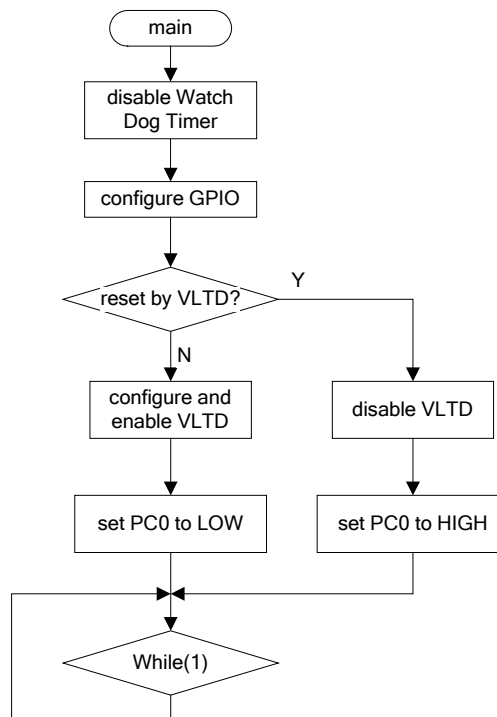 main
disable Watch
Dog Timer
configure GPIO
reset by VLTD?
Y
N
configure and
enable VLTD
disable VLTD
set PC0 to LOW
set PC0 to HIGH
While(1)